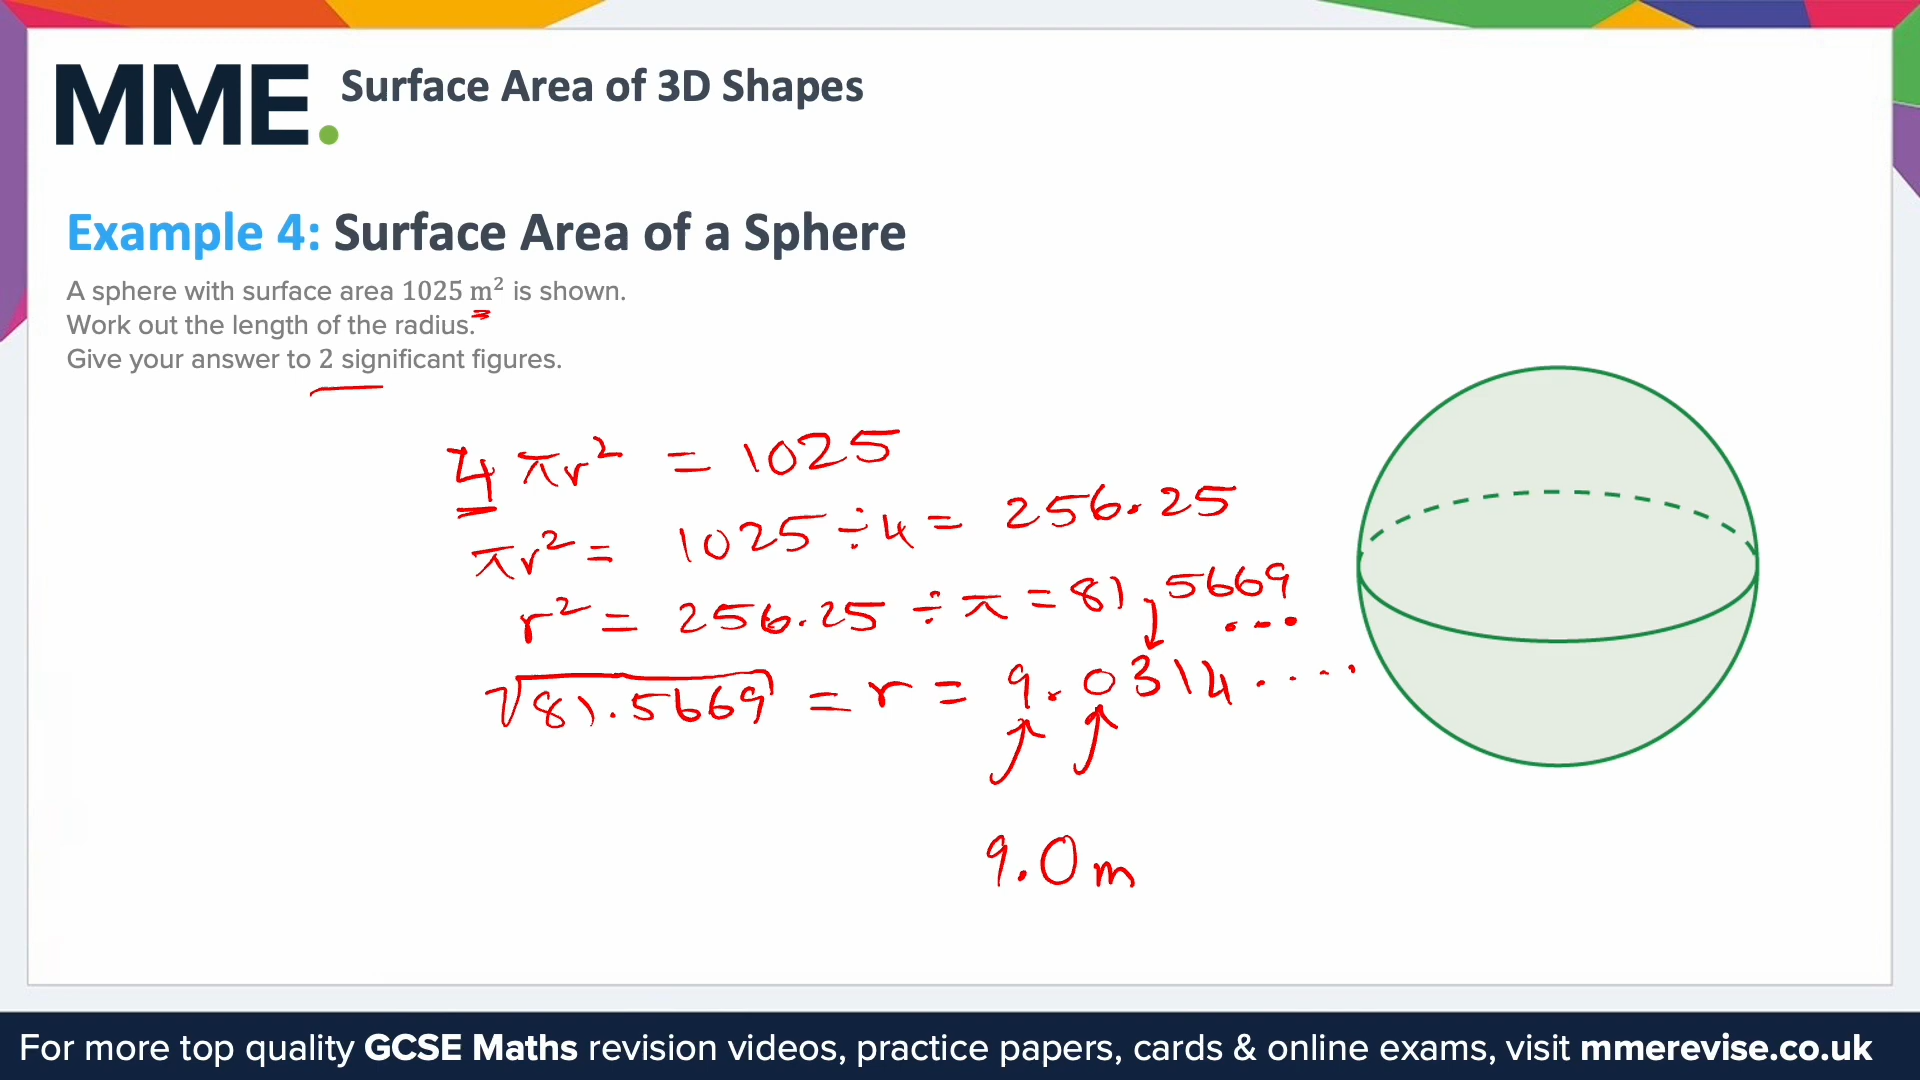 MME.
Surface Area of 3D Shapes
Example 4: Surface Area of a Sphere
A sphere with surface area 1025 m² is shown.
Work out the length of the radius.
Give your answer to 2 significant figures.
4πr² = 1025
πr² = 1025 ÷ 4 = 256.25
r² = 256.25 ÷ π = 81.5669...
√81.5669 = r = 9.0314....
9.0m
For more top quality GCSE Maths revision videos, practice papers, cards & online exams, visit mmerevise.co.uk